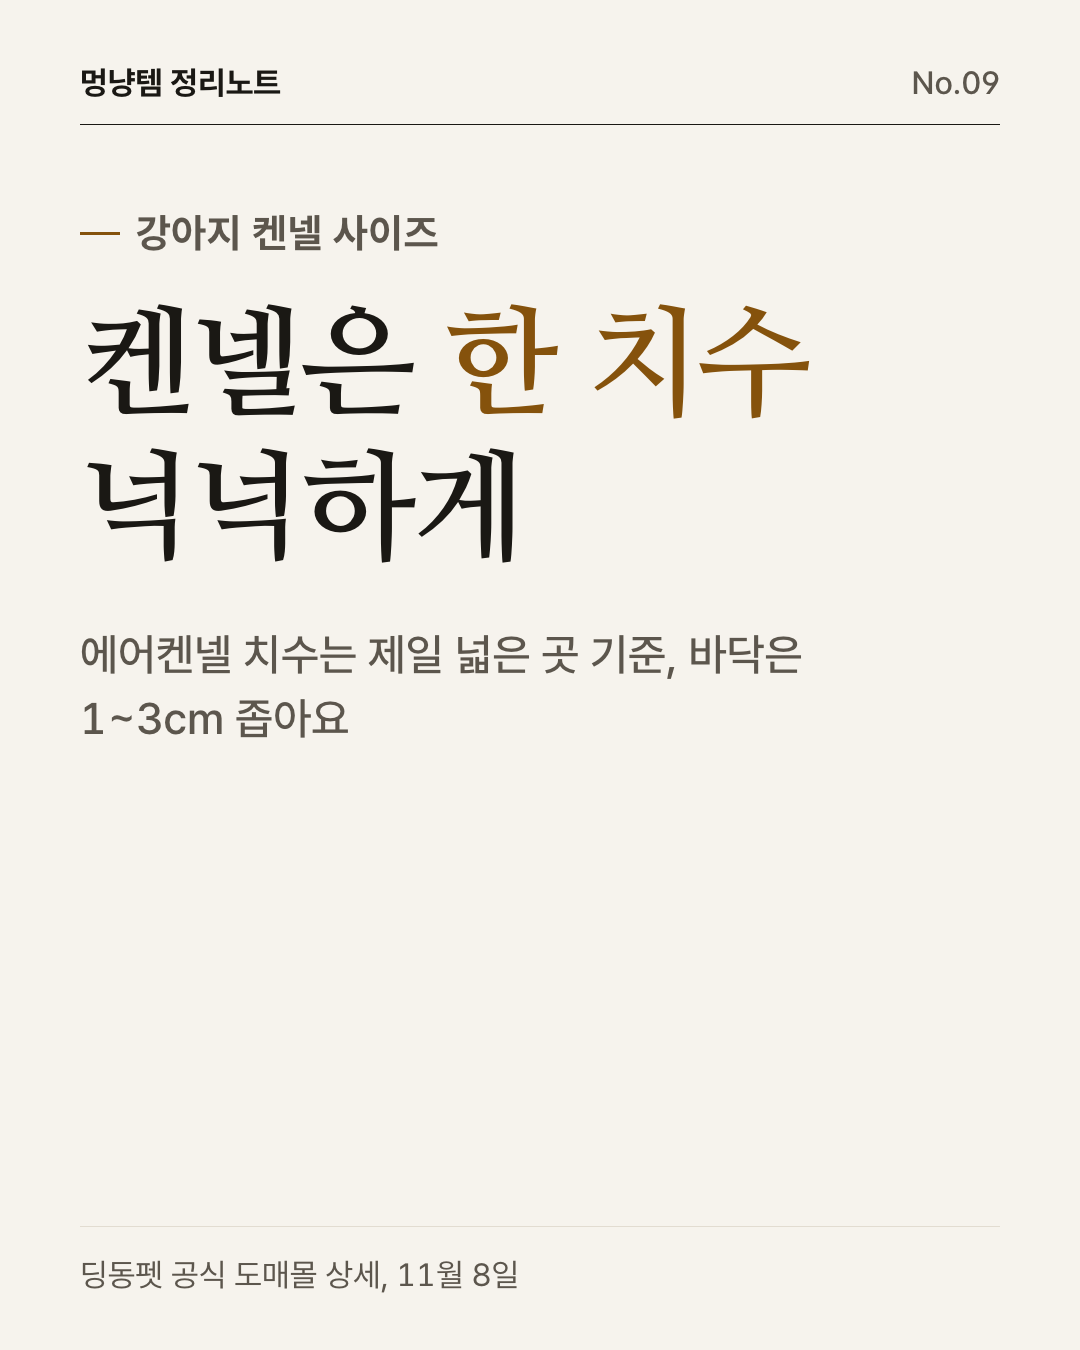 멍냥템 정리노트
No.09
강아지 켄넬 사이즈
켄넬은 한 치수
넉넉하게
에어켄넬 치수는 제일 넓은 곳 기준, 바닥은
1~3cm 좁아요
딩동펫 공식 도매몰 상세, 11월 8일